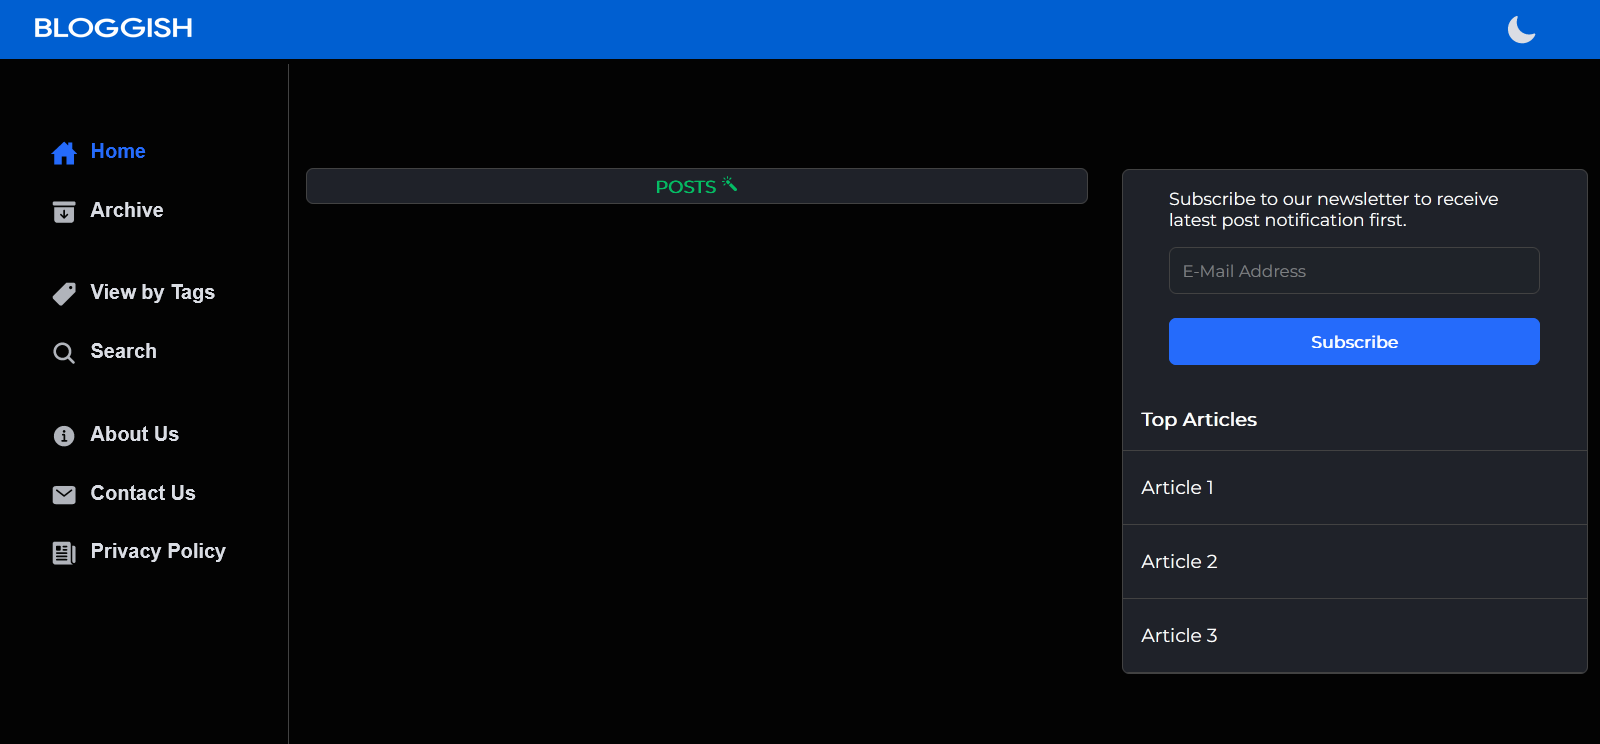 BLOGGISH
Home
Archive
View by Tags
Search
About Us
Contact Us
Privacy Policy
POSTS
Subscribe to our newsletter to receive
latest post notification first.
E-Mail Address
Subscribe
Top Articles
Article 1
Article 2
Article 3